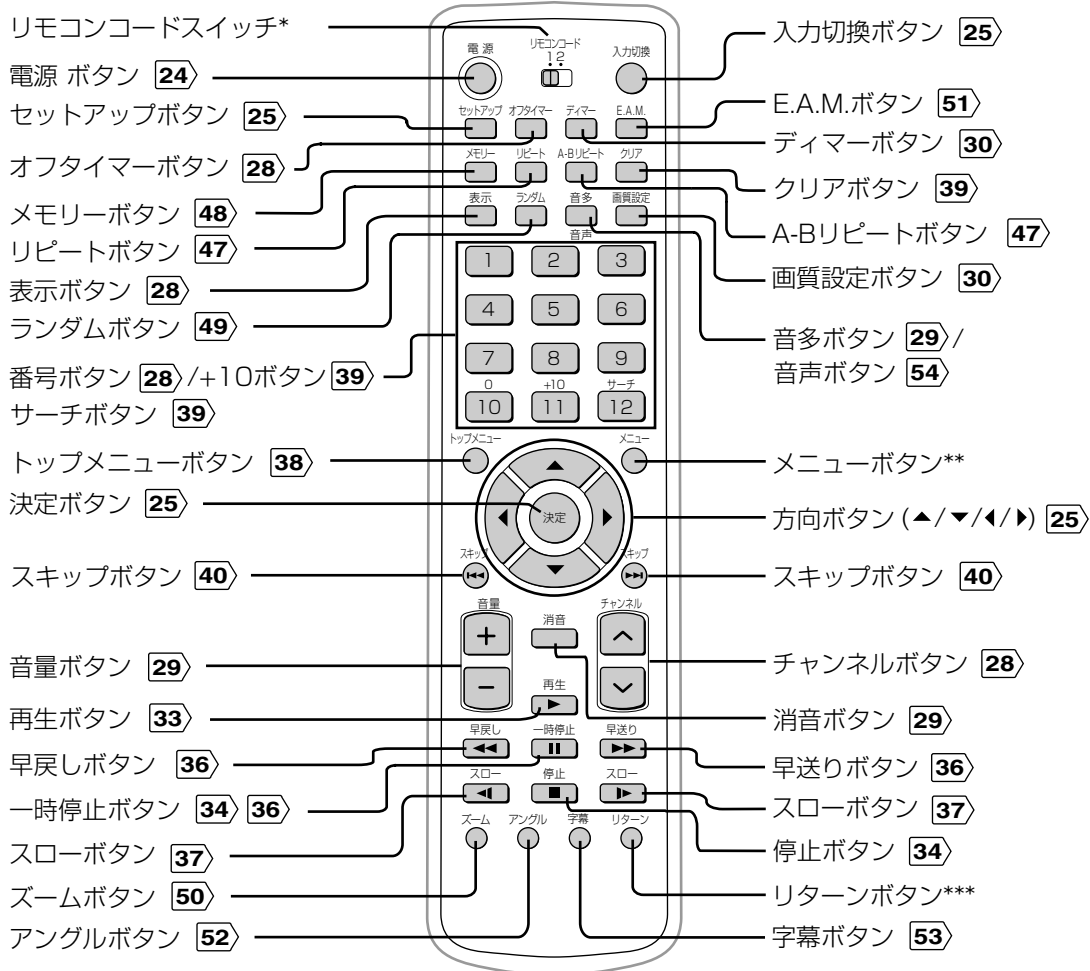 リモコンコードスイッチ*
電源 ボタン 24
セットアップボタン 25
オフタイマーボタン 28
メモリーボタン 48
リピートボタン 47
表示ボタン 28
ランダムボタン 49
番号ボタン 28/+10ボタン 39
サーチボタン 39
トップメニューボタン 38
決定ボタン 25
スキップボタン 40
音量ボタン 29
再生ボタン 33
早戻しボタン 36
一時停止ボタン 34 36
スローボタン 37
ズームボタン 50
アングルボタン 52
電源 リモコンコード 入力切換
1 2
セットアップ オフタイマー ディマー E.A.M.
メモリー リピート A-Bリピート クリア
表示 ランダム 音多 画質設定
音声
1 2 3
4 5 6
7 8 9
0 +10 サーチ
10 11 12
トップメニュー メニュー
決定
スキップ スキップ
音量 消音 チャンネル
+
−
再生
早戻し 一時停止 早送り
スロー 停止 スロー
ズーム アングル 字幕 リターン
入力切換ボタン 25
E.A.M.ボタン 51
ディマーボタン 30
クリアボタン 39
A-Bリピートボタン 47
画質設定ボタン 30
音多ボタン 29/
音声ボタン 54
メニューボタン**
方向ボタン (▲/▼/◀/▶) 25
スキップボタン 40
チャンネルボタン 28
消音ボタン 29
早送りボタン 36
スローボタン 37
停止ボタン 34
リターンボタン***
字幕ボタン 53